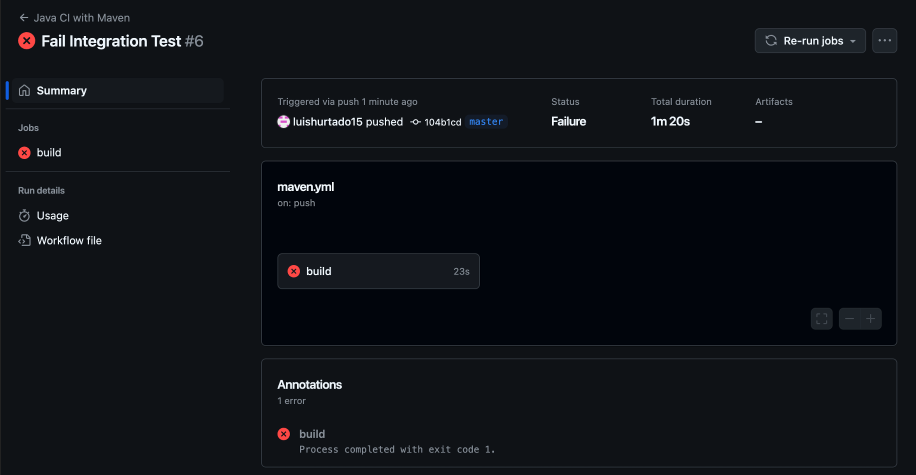 ← Java CI with Maven
Fail Integration Test #6
Re-run jobs
Summary
Jobs
build
Run details
Usage
Workflow file
Triggered via push 1 minute ago
luishurtado15 pushed 104b1cd master
Status
Failure
Total duration
1m 20s
Artifacts
–
maven.yml
on: push
build 23s
Annotations
1 error
build
Process completed with exit code 1.